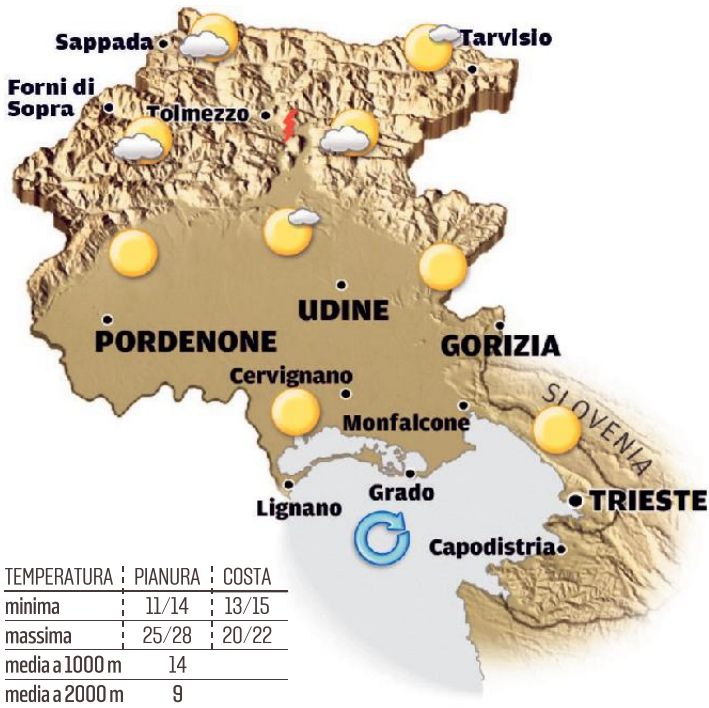 Sappada
Tarvisio
Forni di
Sopra
Tolmezzo
UDINE
PORDENONE
GORIZIA
Cervignano
SLOVENIA
Monfalcone
Lignano
Grado
TRIESTE
Capodistria
TEMPERATURA PIANURA COSTA
minima 11/14 13/15
massima 25/28 20/22
media a 1000 m 14
media a 2000 m 9